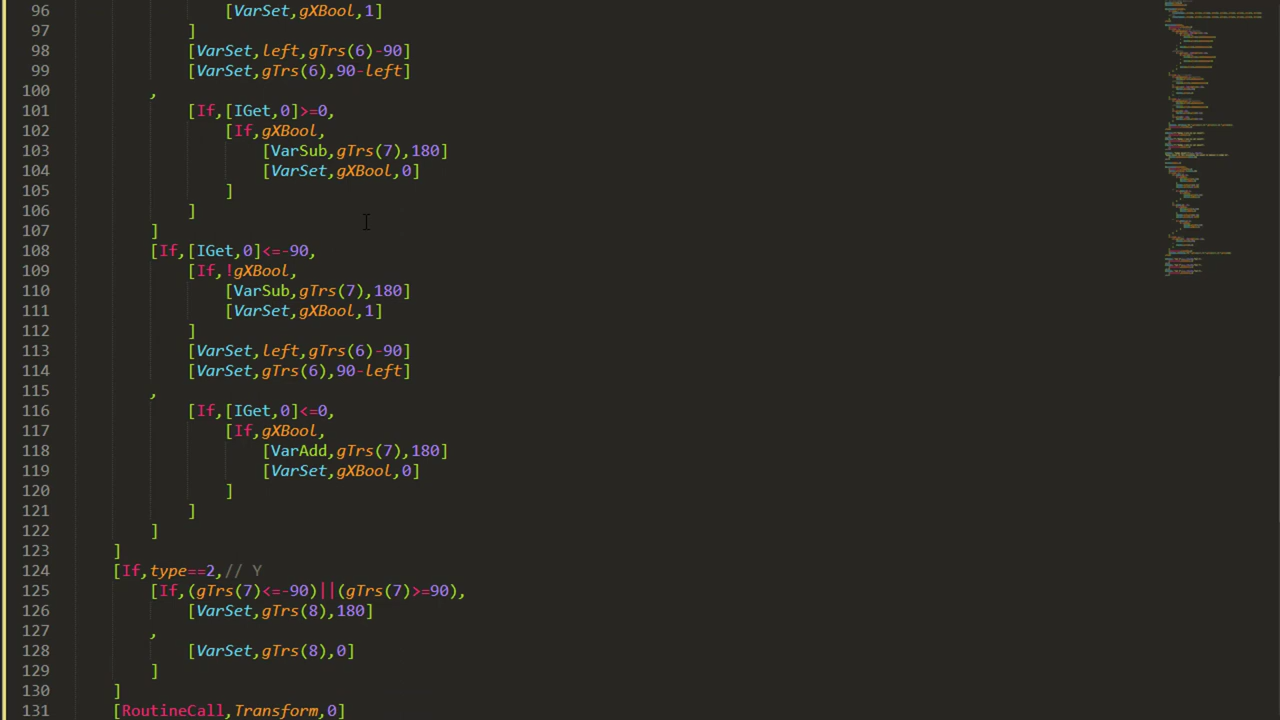 96 [VarSet,gXBool,1]
97 ]
98 [VarSet,left,gTrs(6)-90]
99 [VarSet,gTrs(6),90-left]
100 ,
101 [If,[IGet,0]>=0,
102 [If,gXBool,
103 [VarSub,gTrs(7),180]
104 [VarSet,gXBool,0]
105 ]
106 ]
107 ]
108 [If,[IGet,0]<=-90,
109 [If,!gXBool,
110 [VarSub,gTrs(7),180]
111 [VarSet,gXBool,1]
112 ]
113 [VarSet,left,gTrs(6)-90]
114 [VarSet,gTrs(6),90-left]
115 ,
116 [If,[IGet,0]<=0,
117 [If,gXBool,
118 [VarAdd,gTrs(7),180]
119 [VarSet,gXBool,0]
120 ]
121 ]
122 ]
123 ]
124 [If,type==2,// Y
125 [If,(gTrs(7)<=-90)||(gTrs(7)>=90),
126 [VarSet,gTrs(8),180]
127 ,
128 [VarSet,gTrs(8),0]
129 ]
130 ]
131 [RoutineCall,Transform,0]